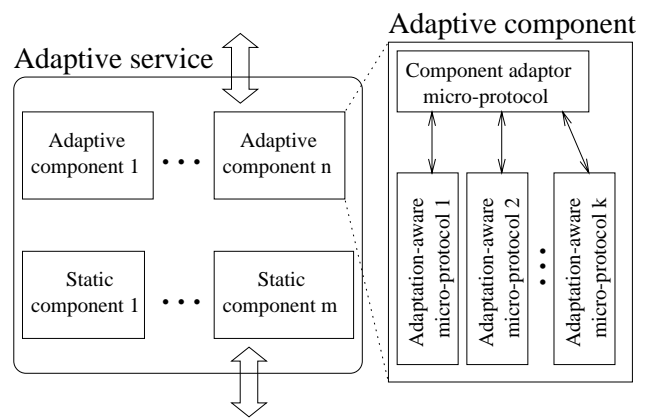 Adaptive service
Adaptive
component 1
• • •
Adaptive
component n
Static
component 1
• • •
Static
component m
Adaptive component
Component adaptor
micro-protocol
Adaptation-aware
micro-protocol 1
Adaptation-aware
micro-protocol 2
• • •
Adaptation-aware
micro-protocol k